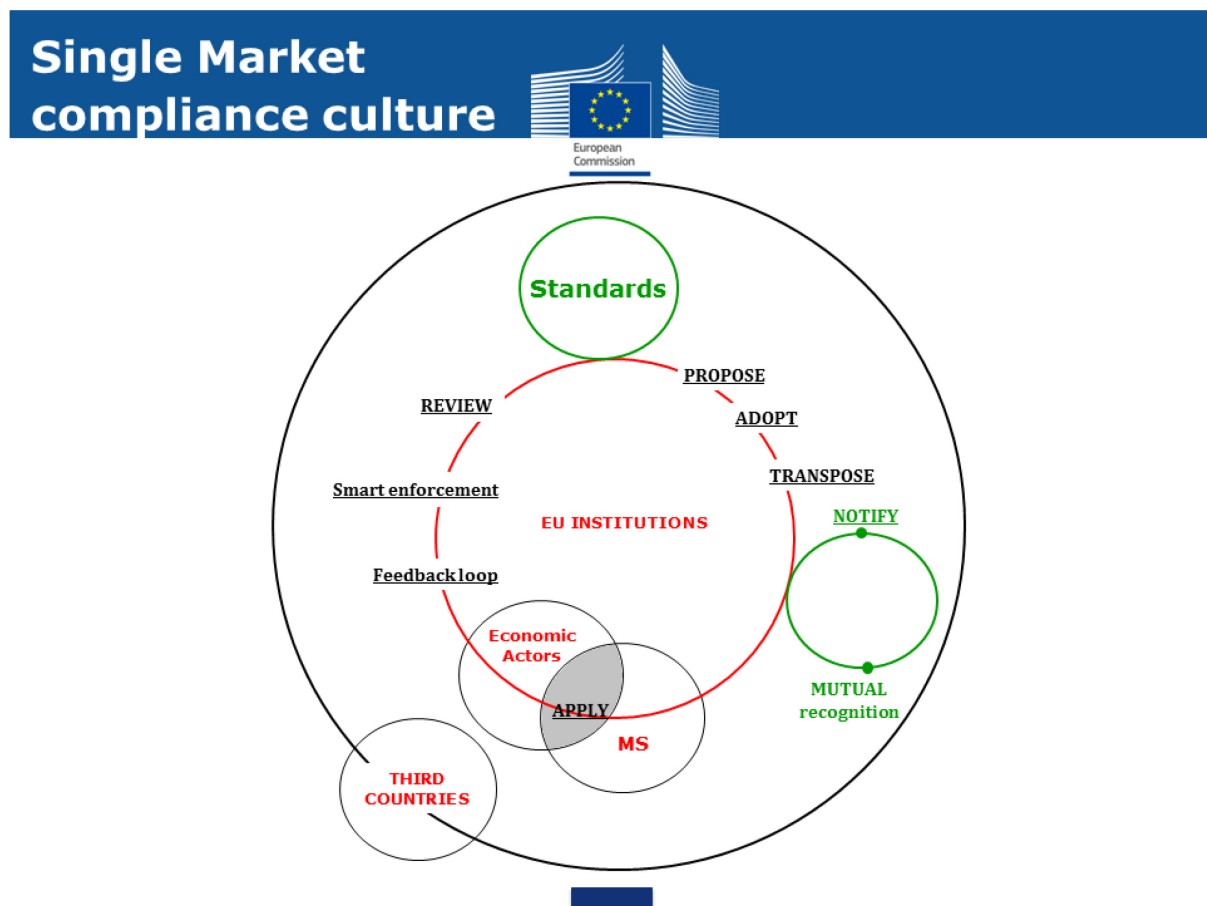 Single Market
compliance culture
European
Commission
Standards
PROPOSE
REVIEW
ADOPT
TRANSPOSE
Smart enforcement
NOTIFY
EU INSTITUTIONS
Feedback loop
Economic
Actors
MUTUAL
recognition
APPLY
MS
THIRD
COUNTRIES